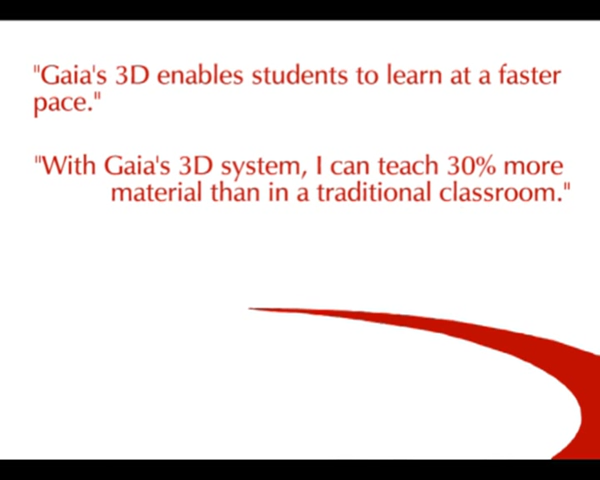 "Gaia's 3D enables students to learn at a faster
pace."
"With Gaia's 3D system, I can teach 30% more
material than in a traditional classroom."